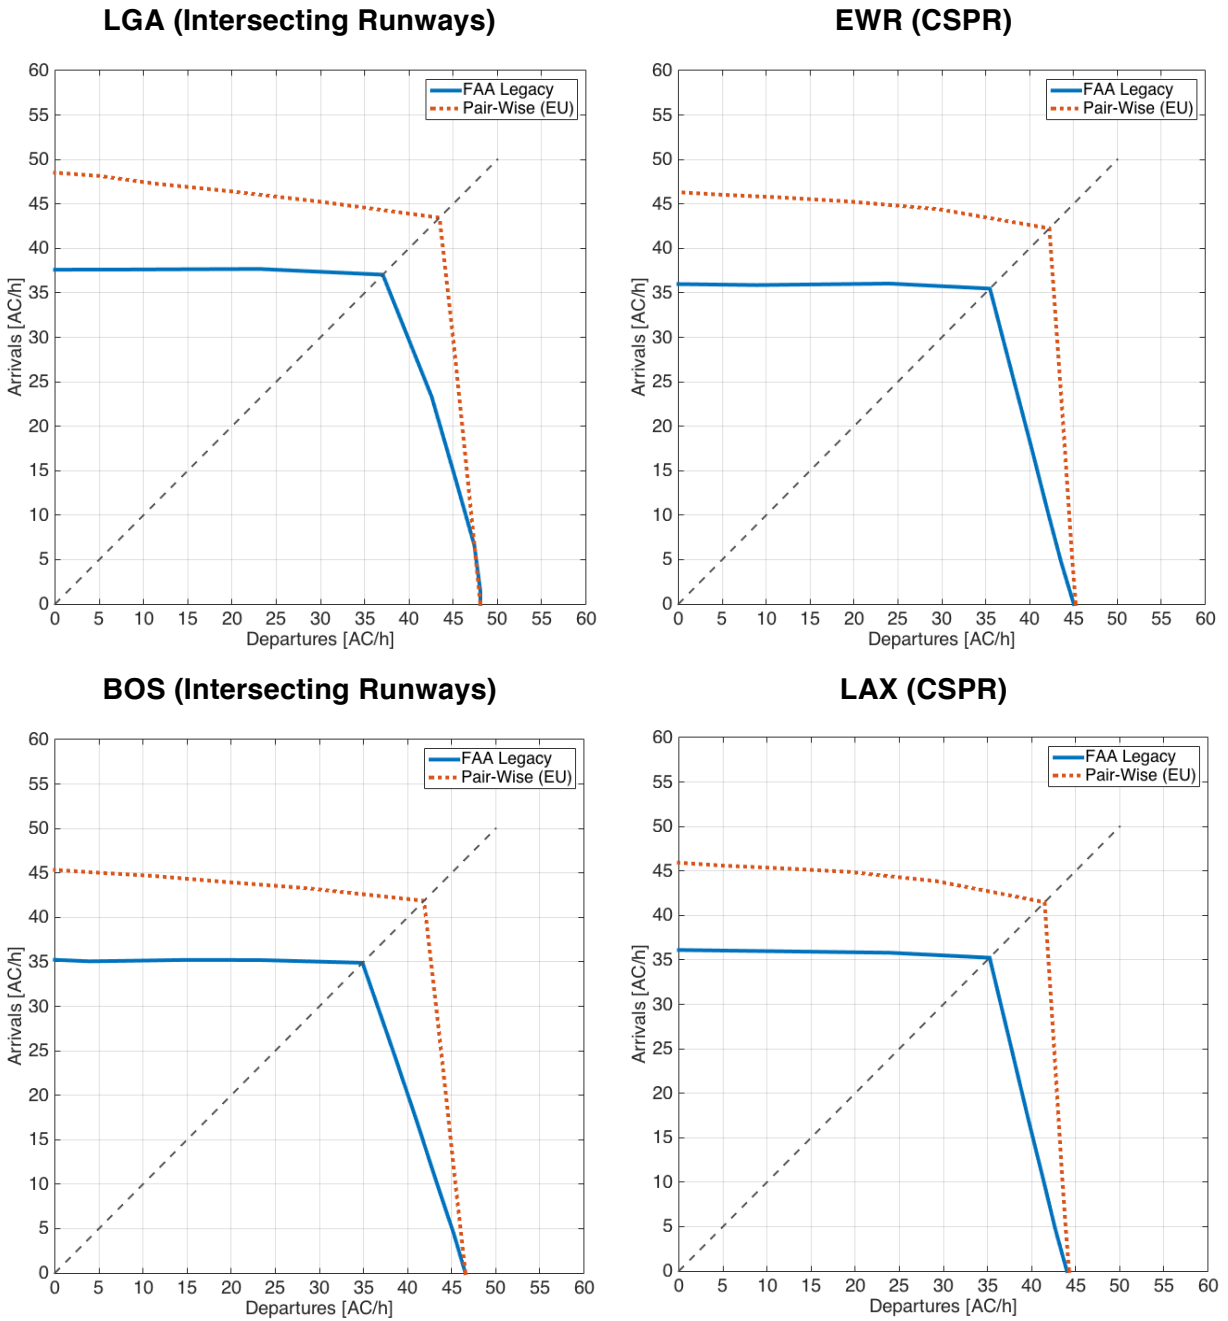 LGA (Intersecting Runways)
60
55
50
45
40
35
30
25
20
15
10
5
0
Arrivals [AC/h]
FAA Legacy
Pair-Wise (EU)
0 5 10 15 20 25 30 35 40 45 50 55 60
Departures [AC/h]
EWR (CSPR)
60
55
50
45
40
35
30
25
20
15
10
5
0
Arrivals [AC/h]
FAA Legacy
Pair-Wise (EU)
0 5 10 15 20 25 30 35 40 45 50 55 60
Departures [AC/h]
BOS (Intersecting Runways)
60
55
50
45
40
35
30
25
20
15
10
5
0
Arrivals [AC/h]
FAA Legacy
Pair-Wise (EU)
0 5 10 15 20 25 30 35 40 45 50 55 60
Departures [AC/h]
LAX (CSPR)
60
55
50
45
40
35
30
25
20
15
10
5
0
Arrivals [AC/h]
FAA Legacy
Pair-Wise (EU)
0 5 10 15 20 25 30 35 40 45 50 55 60
Departures [AC/h]